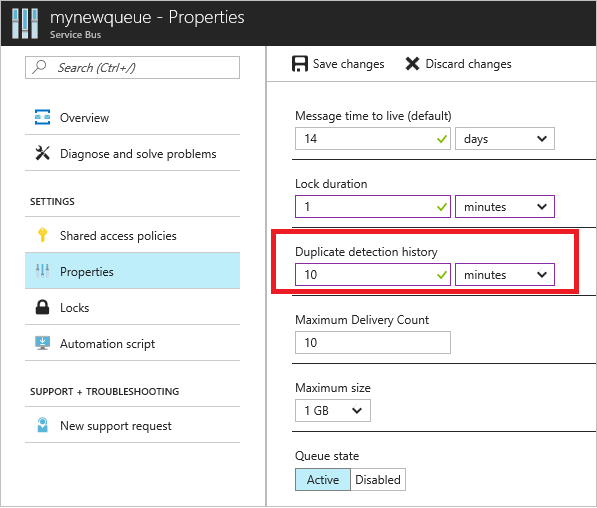 mynewqueue - Properties
Service Bus
Search (Ctrl+/)
Overview
Diagnose and solve problems
SETTINGS
Shared access policies
Properties
Locks
Automation script
SUPPORT + TROUBLESHOOTING
New support request
Save changes
Discard changes
Message time to live (default)
14 days
Lock duration
1 minutes
Duplicate detection history
10 minutes
Maximum Delivery Count
10
Maximum size
1 GB
Queue state
Active Disabled